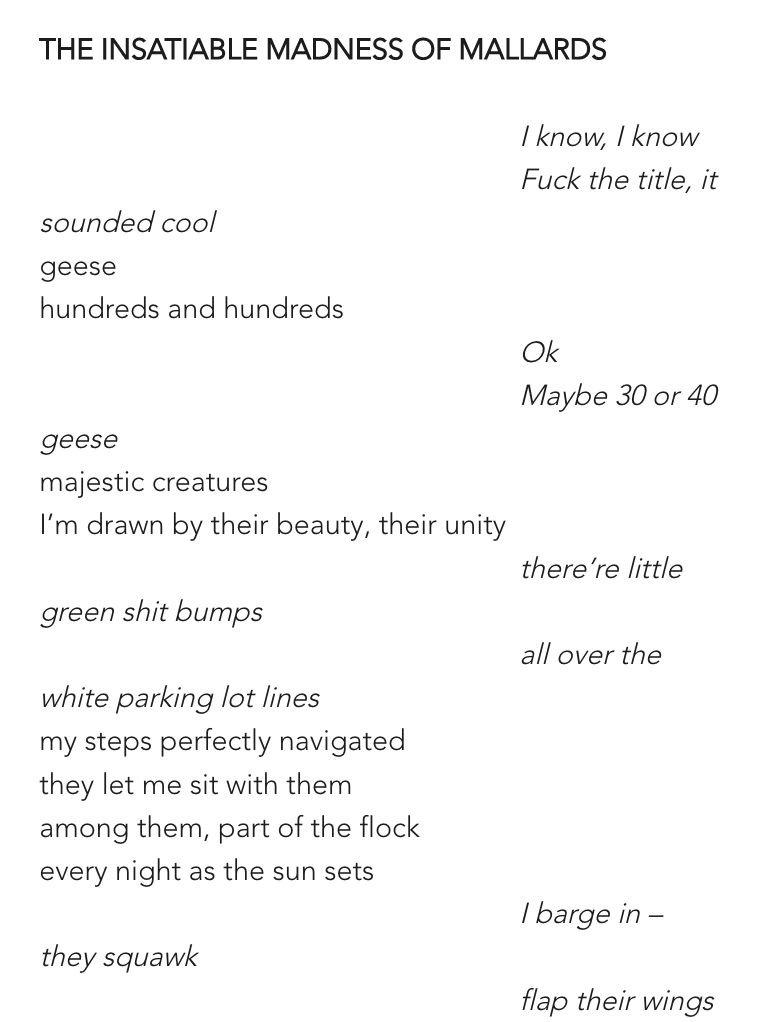 THE INSATIABLE MADNESS OF MALLARDS
I know, I know
Fuck the title, it
sounded cool
geese
hundreds and hundreds
Ok
Maybe 30 or 40
geese
majestic creatures
I’m drawn by their beauty, their unity
there’re little
green shit bumps
all over the
white parking lot lines
my steps perfectly navigated
they let me sit with them
among them, part of the flock
every night as the sun sets
I barge in –
they squawk
flap their wings